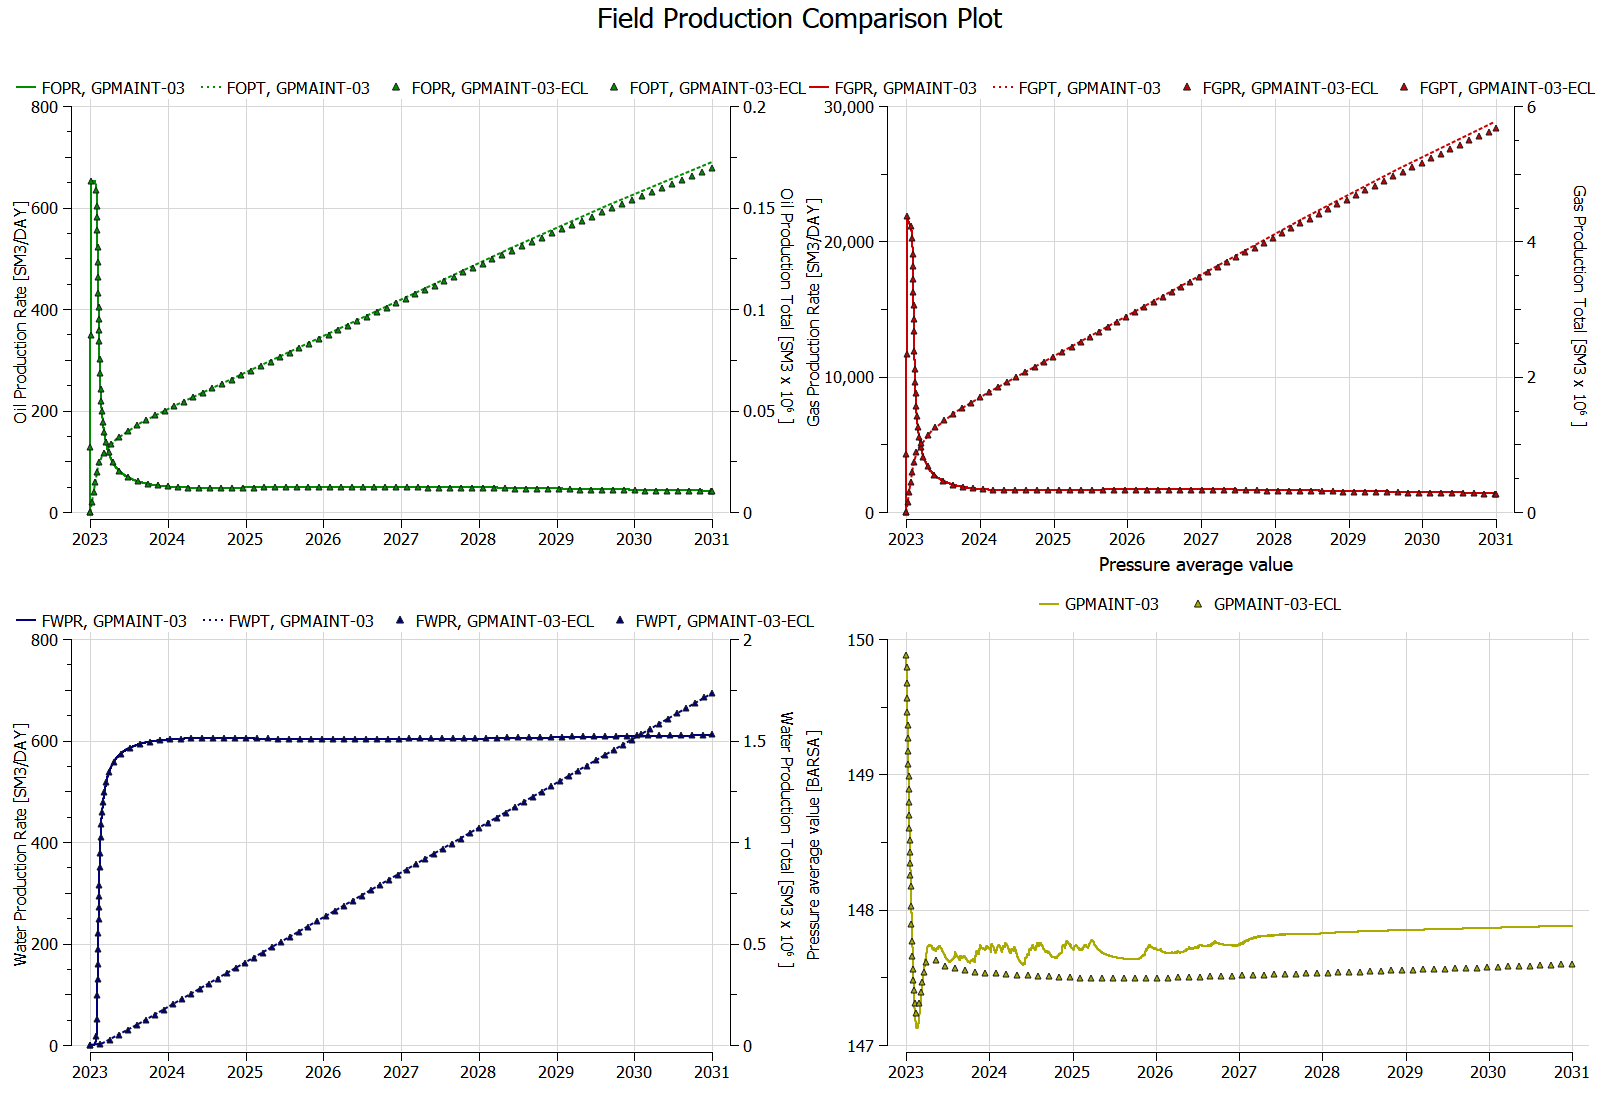 Field Production Comparison Plot
FOPR, GPMAINT-03 FOPT, GPMAINT-03 FOPR, GPMAINT-03-ECL FOPT, GPMAINT-03-ECL
800 600 400 200 0
0.2 0.15 0.1 0.05 0
Oil Production Rate [SM3/DAY]
Oil Production Total [SM3 x 10⁶ ]
2023 2024 2025 2026 2027 2028 2029 2030 2031
FGPR, GPMAINT-03 FGPT, GPMAINT-03 FGPR, GPMAINT-03-ECL FGPT, GPMAINT-03-ECL
30,000 20,000 10,000 0
6 4 2 0
Gas Production Rate [SM3/DAY]
Gas Production Total [SM3 x 10⁶ ]
2023 2024 2025 2026 2027 2028 2029 2030 2031
FWPR, GPMAINT-03 FWPT, GPMAINT-03 FWPR, GPMAINT-03-ECL FWPT, GPMAINT-03-ECL
800 600 400 200 0
2 1.5 1 0.5 0
Water Production Rate [SM3/DAY]
Water Production Total [SM3 x 10⁶ ]
2023 2024 2025 2026 2027 2028 2029 2030 2031
Pressure average value
GPMAINT-03 GPMAINT-03-ECL
150 149 148 147
Pressure average value [BARSA]
2023 2024 2025 2026 2027 2028 2029 2030 2031